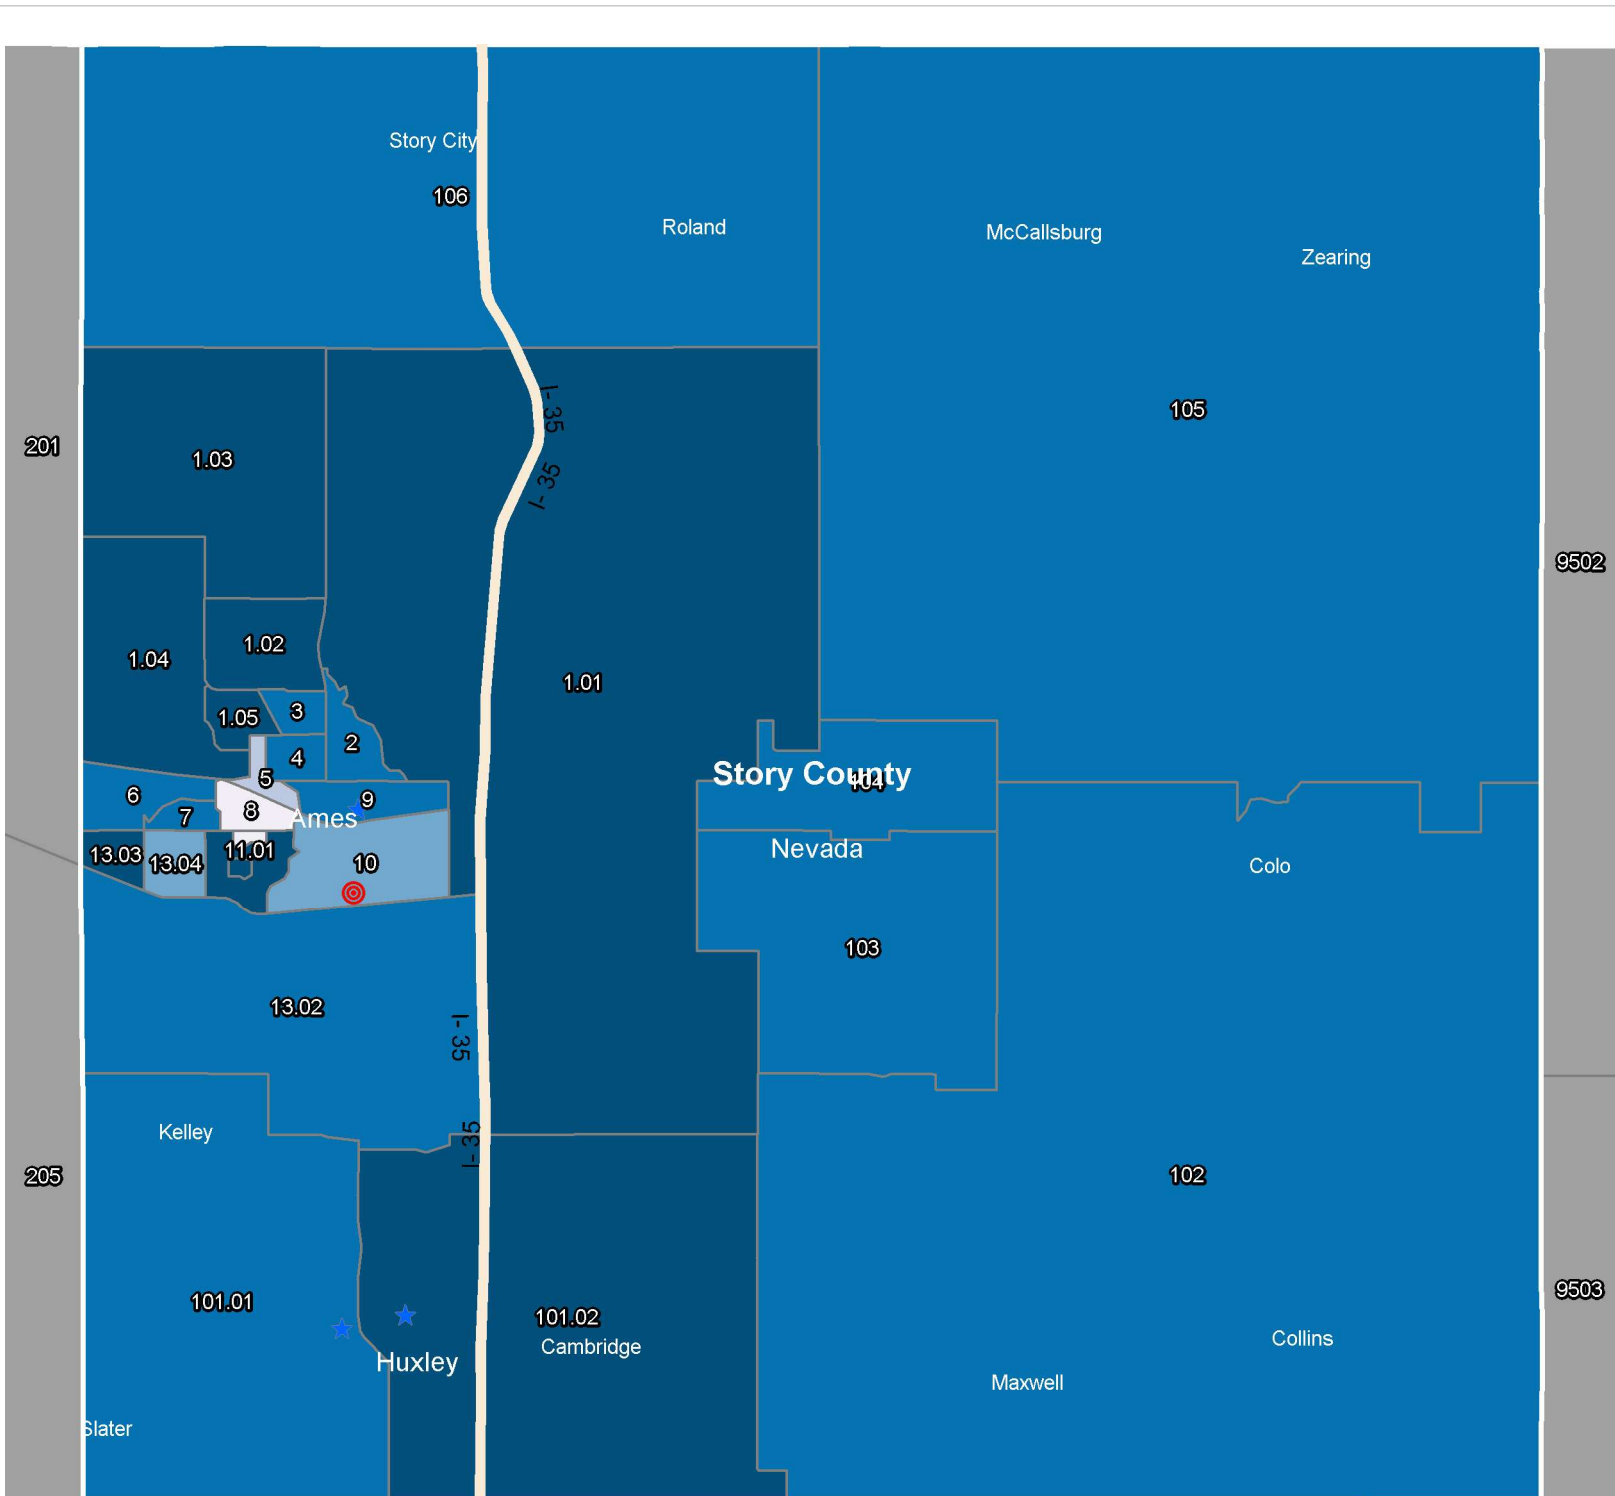 Story City
106
Roland
McCallsburg
Zearing
I- 35
105
201
1.03
I- 35
9502
1.02
1.04
1.01
3
1.05
2
4
Story County
104
5
6
9
8
7
Ames
Nevada
13.03
11.01
13.04
10
Colo
103
13.02
I- 35
Kelley
I- 35
205
102
9503
101.01
101.02
Collins
Cambridge
Huxley
Maxwell
Slater